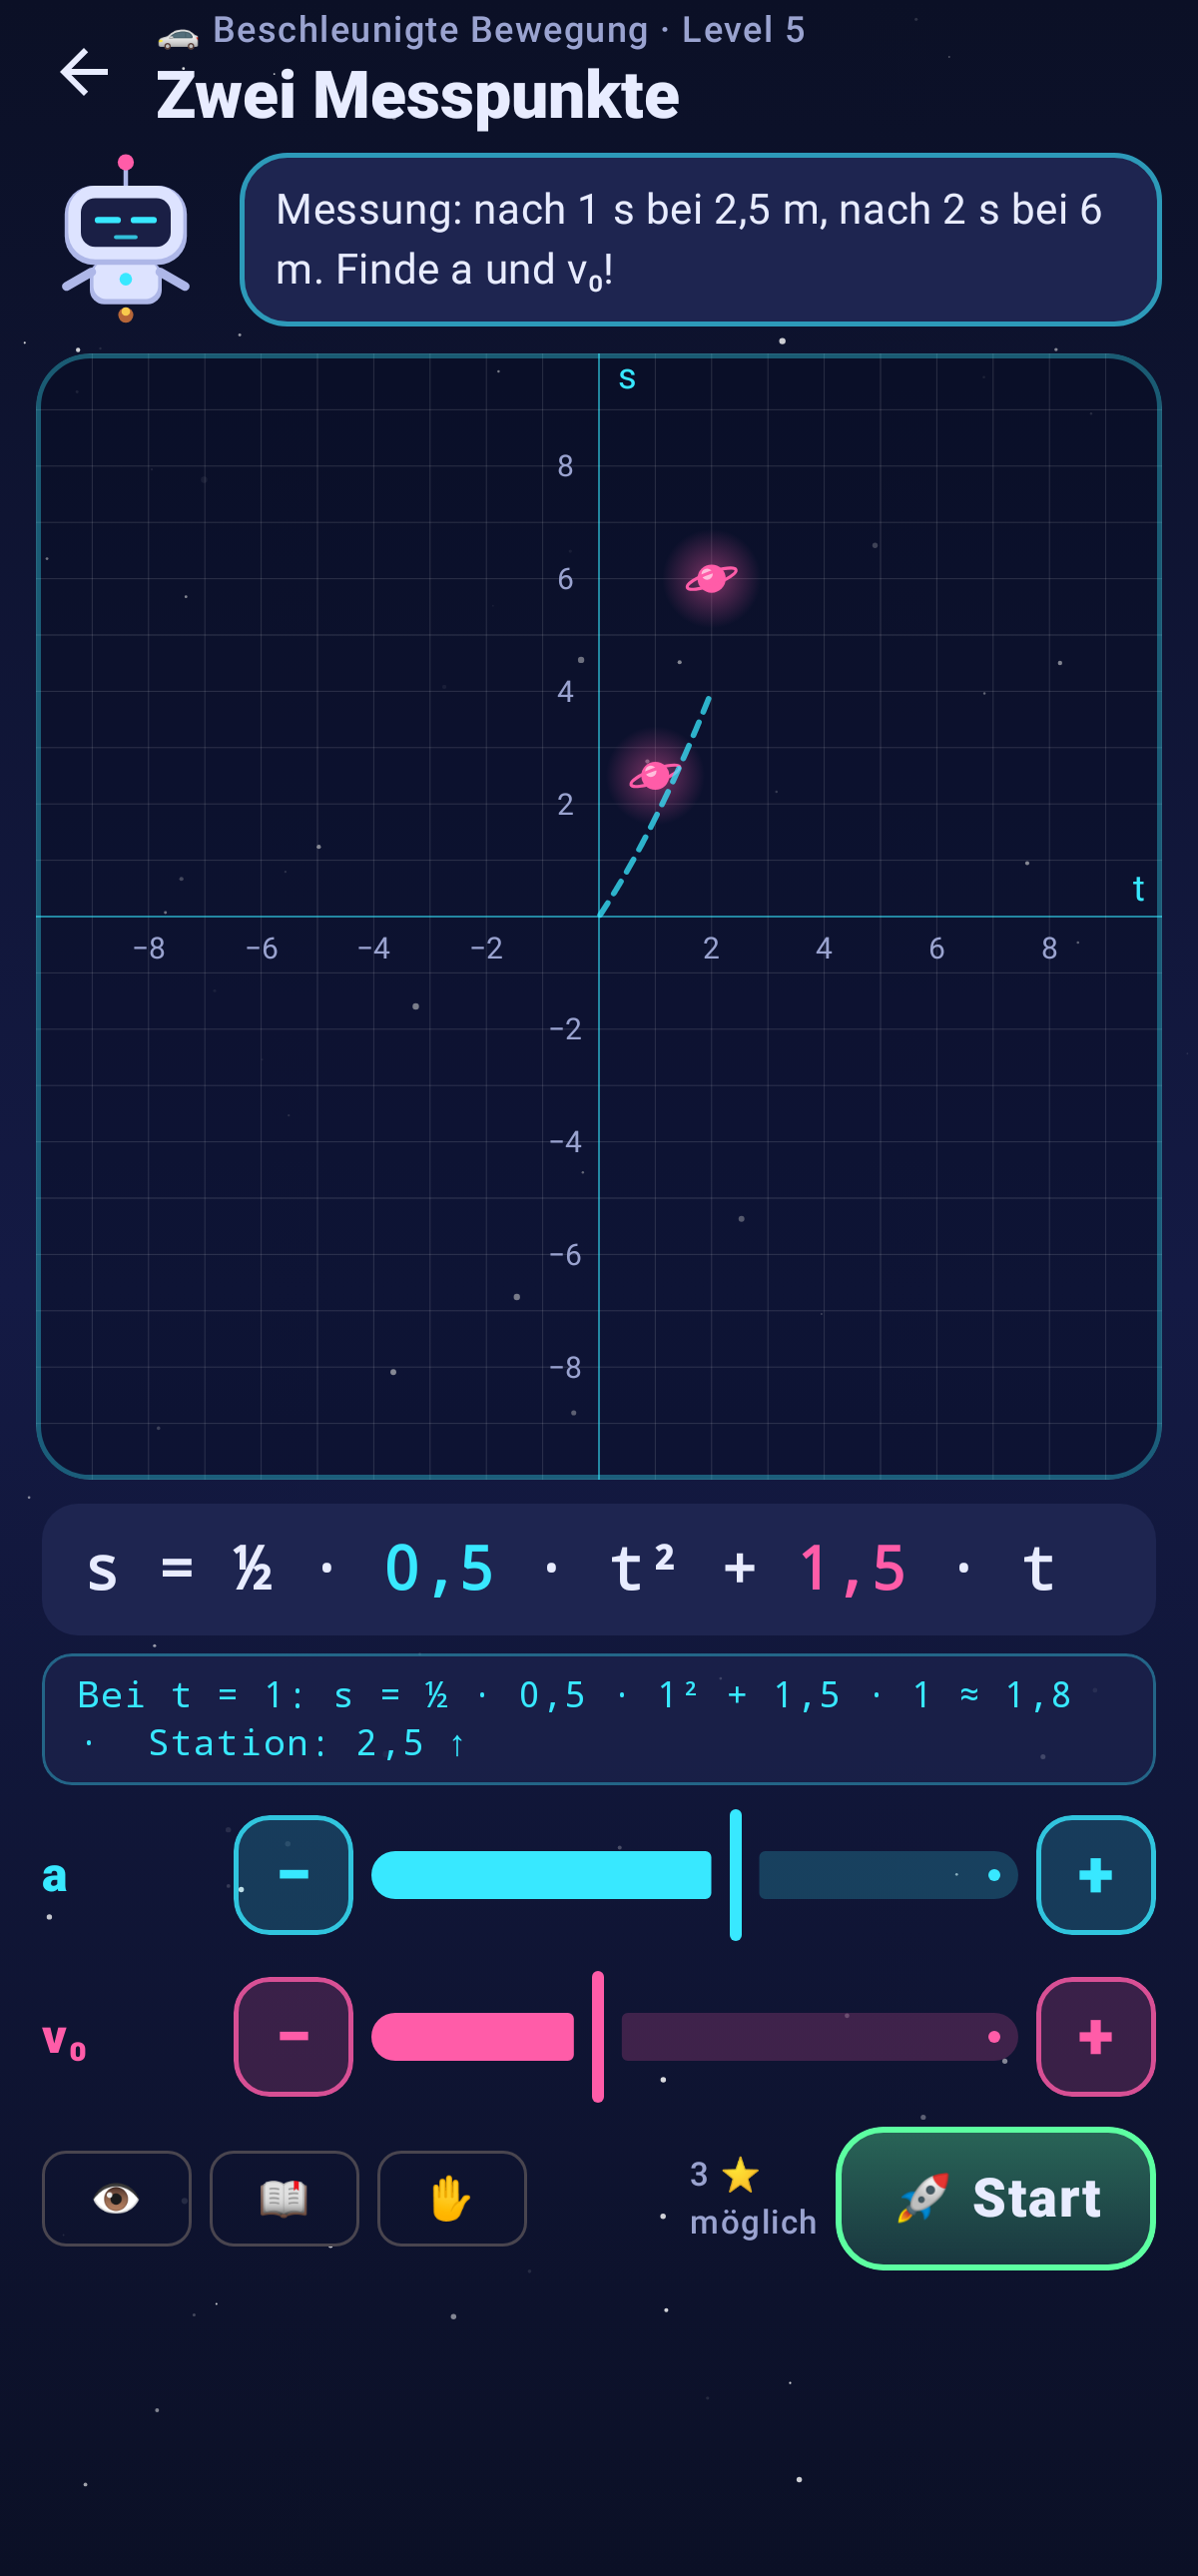 Beschleunigte Bewegung · Level 5
Zwei Messpunkte
Messung: nach 1 s bei 2,5 m, nach 2 s bei 6
m. Finde a und v₀!
s
8
6
4
2
t
−8 −6 −4 −2 2 4 6 8
−2
−4
−6
−8
s = ½ · 0,5 · t² + 1,5 · t
Bei t = 1: s = ½ · 0,5 · 1² + 1,5 · 1 ≈ 1,8
· Station: 2,5 ↑
a − +
v₀ − +
3 ⭐
möglich
🚀 Start